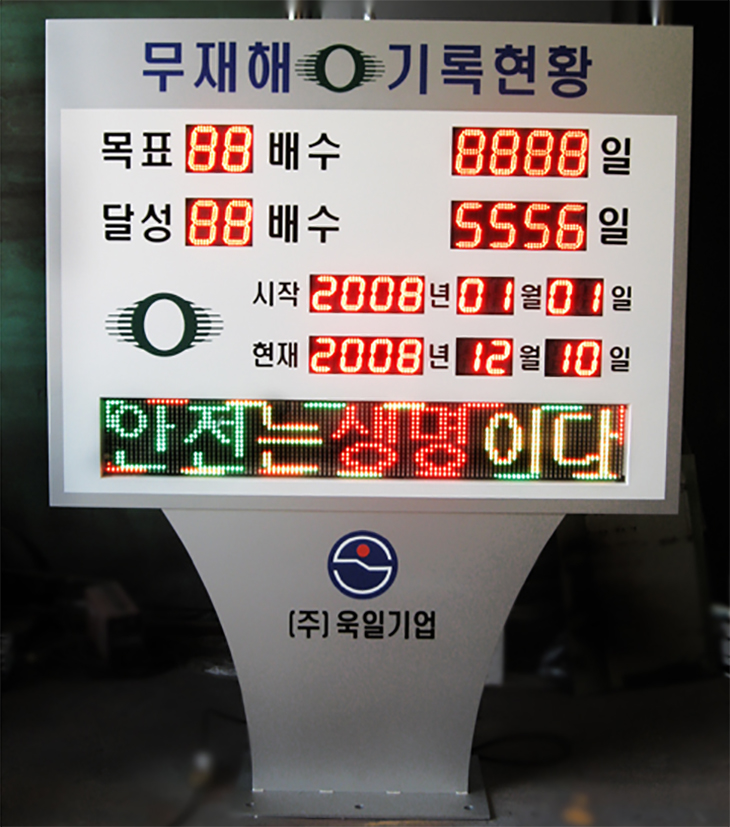 무재해 0 기록현황
목표 88 배수 8888 일
달성 88 배수 5556 일
시작 2008 년 01 월 01 일
현재 2008 년 12 월 10 일
안전는생명이다
(주) 욱일기업